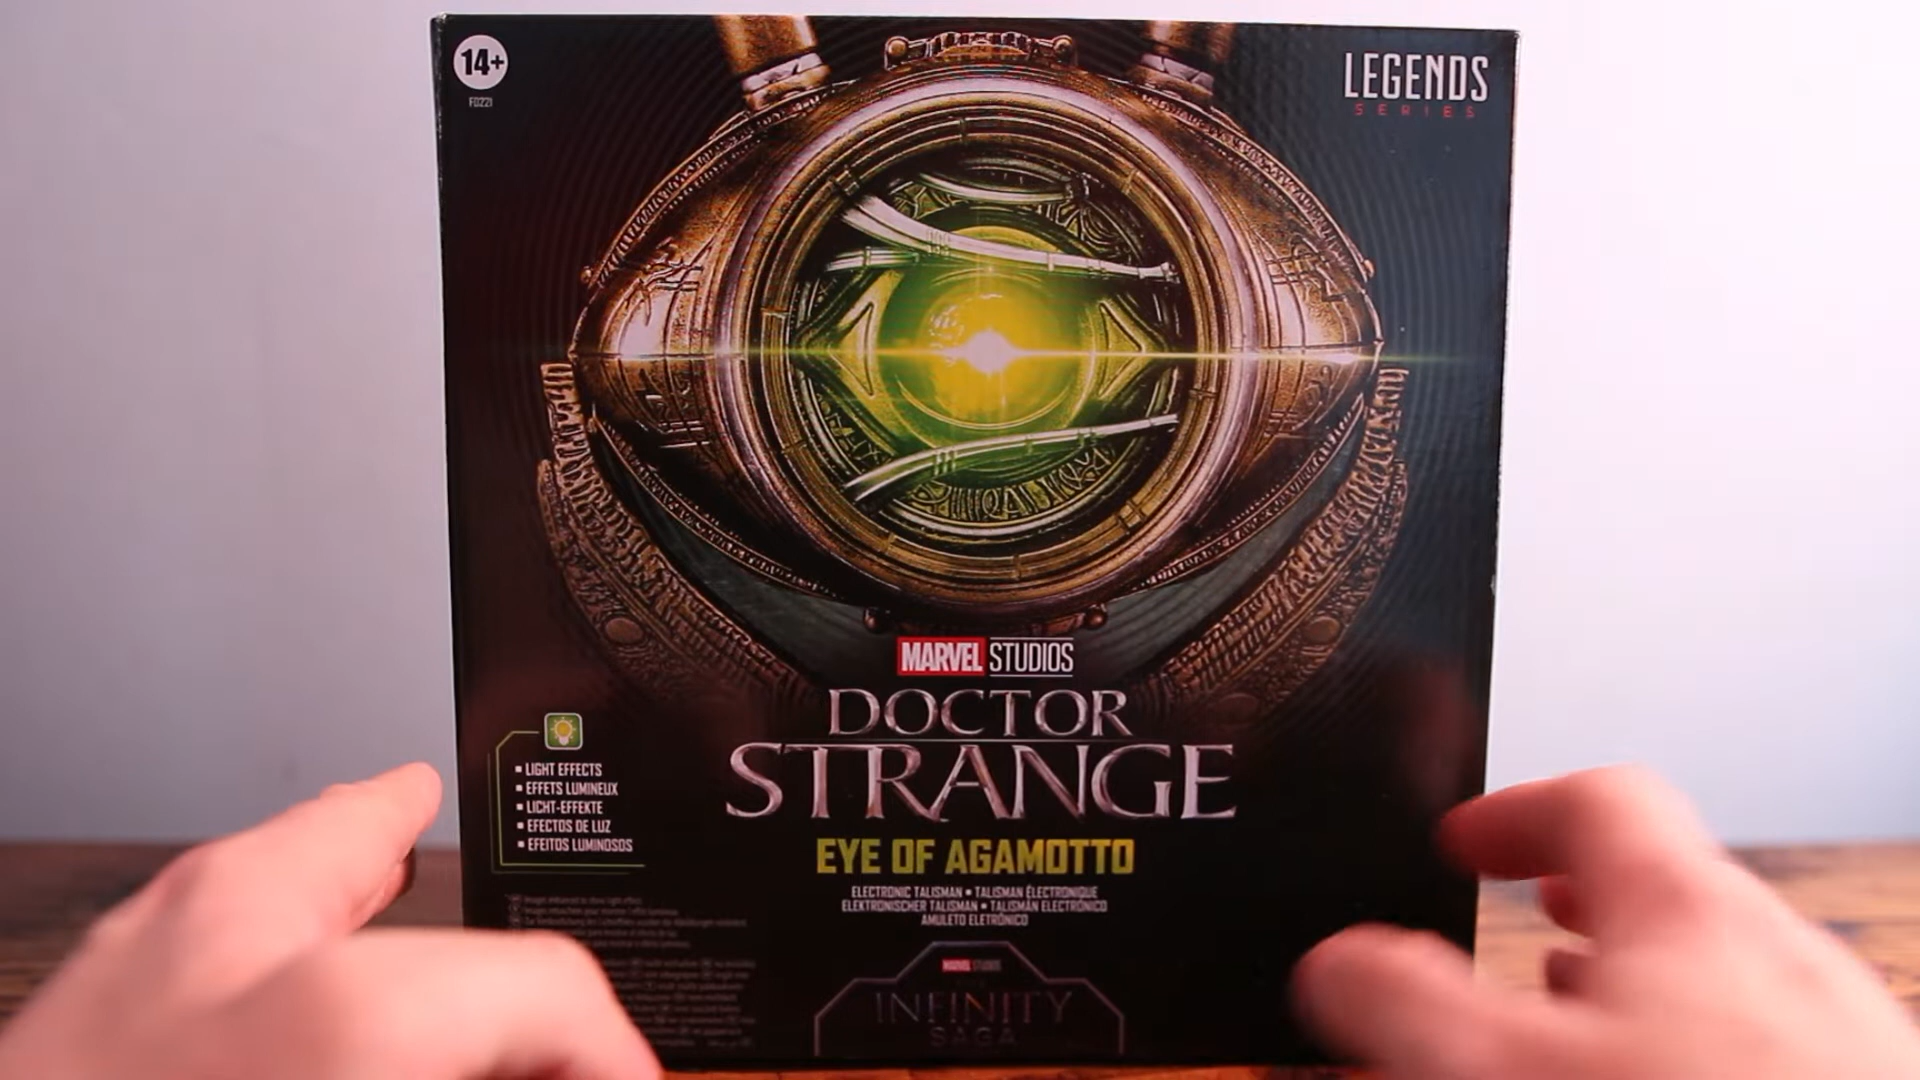 14+
F0221
LEGENDS
SERIES
MARVEL STUDIOS
DOCTOR
STRANGE
EYE OF AGAMOTTO
ELECTRONIC TALISMAN • TALISMAN ÉLECTRONIQUE
ELEKTRONISCHER TALISMAN • TALISMÁN ELECTRÓNICO
AMULETO ELETRÔNICO
▪ LIGHT EFFECTS
▪ EFFETS LUMINEUX
▪ LICHT-EFFEKTE
▪ EFECTOS DE LUZ
▪ EFEITOS LUMINOSOS
MARVEL STUDIOS
INFINITY
SAGA